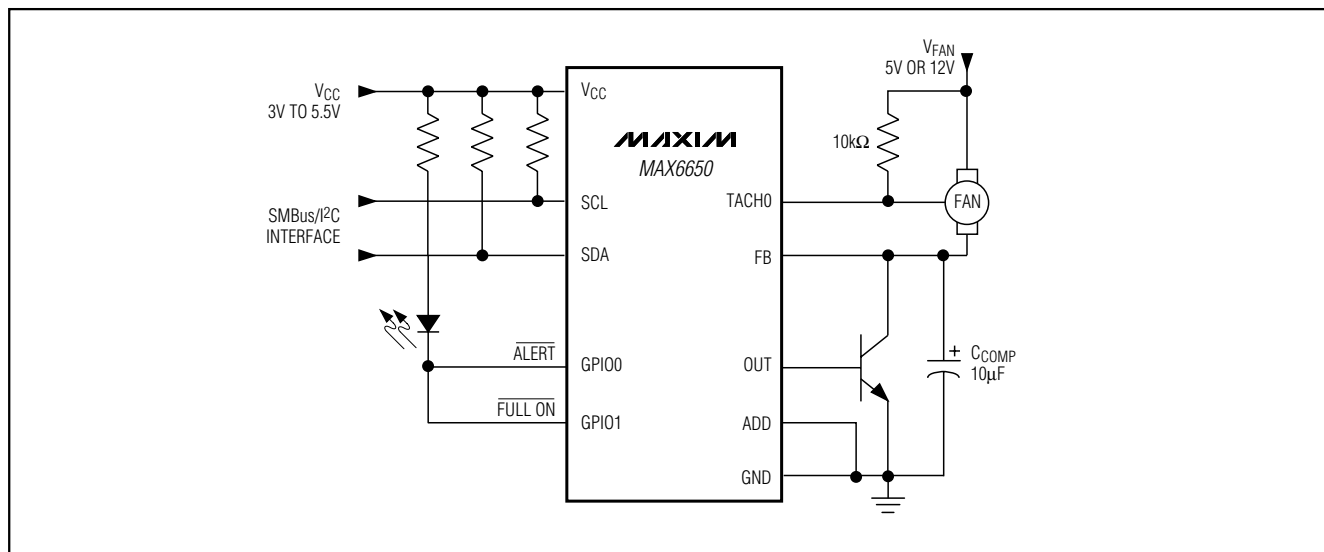 V_CC
3V TO 5.5V
SMBus/I²C
INTERFACE
ALERT
FULL ON
V_CC
SCL
SDA
GPIO0
GPIO1
MAXIM
MAX6650
TACH0
FB
OUT
ADD
GND
V_FAN
5V OR 12V
10kΩ
FAN
+
C_COMP
10µF